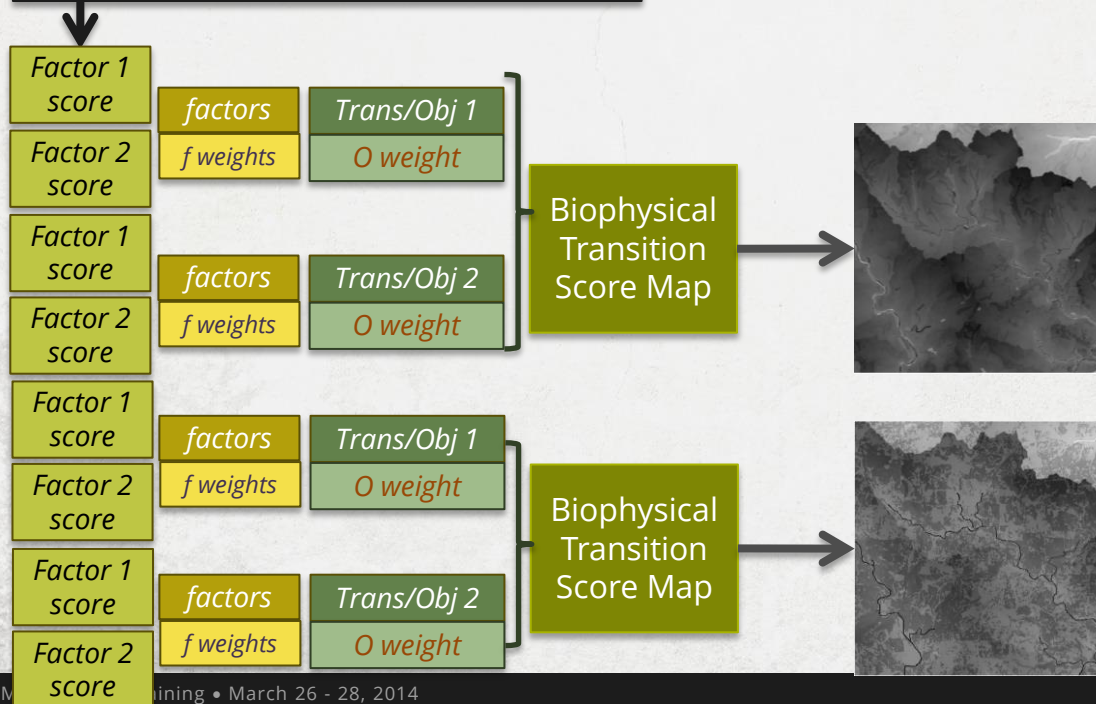 Factor 1
score
Factor 2
score
Factor 1
score
Factor 2
score
Factor 1
score
Factor 2
score
Factor 1
score
Factor 2
score
factors
f weights
Trans/Obj 1
O weight
factors
f weights
Trans/Obj 2
O weight
Biophysical
Transition
Score Map
factors
f weights
Trans/Obj 1
O weight
factors
f weights
Trans/Obj 2
O weight
Biophysical
Transition
Score Map
• March 26 - 28, 2014